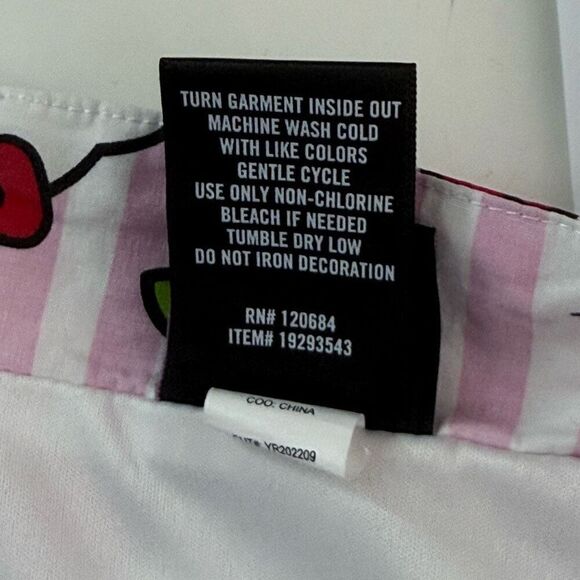 TURN GARMENT INSIDE OUT
MACHINE WASH COLD
WITH LIKE COLORS
GENTLE CYCLE
USE ONLY NON-CHLORINE
BLEACH IF NEEDED
TUMBLE DRY LOW
DO NOT IRON DECORATION
RN# 120684
ITEM# 19293543
COO: CHINA
YR202209